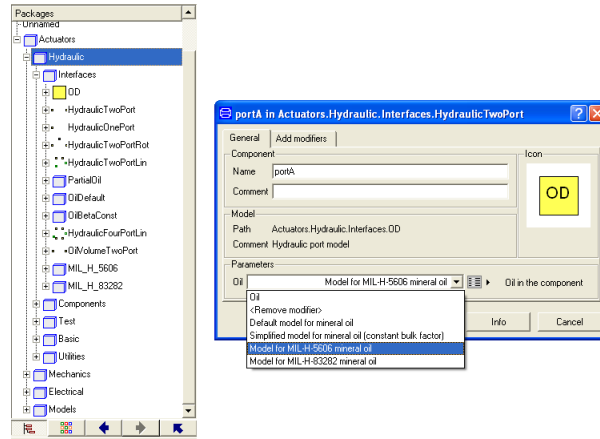 Packages
Unnamed
Actuators
Hydraulic
Interfaces
OD
HydraulicTwoPort
HydraulicOnePort
HydraulicTwoPortRot
HydraulicTwoPortLin
PartialOil
OilDefault
OilBetaConst
HydraulicFourPortLin
OilVolumeTwoPort
MIL_H_5606
MIL_H_83282
Components
Test
Basic
Utilities
Mechanics
Electrical
Models
portA in Actuators.Hydraulic.Interfaces.HydraulicTwoPort
General Add modifiers
Component
Icon
Name portA
Comment
OD
Model
Path Actuators.Hydraulic.Interfaces.OD
Comment Hydraulic port model
Parameters
Oil Model for MIL-H-5606 mineral oil Oil in the component
Oil
<Remove modifier>
Default model for mineral oil
Simplified model for mineral oil (constant bulk factor)
Model for MIL-H-5606 mineral oil
Model for MIL-H-83282 mineral oil
Info Cancel